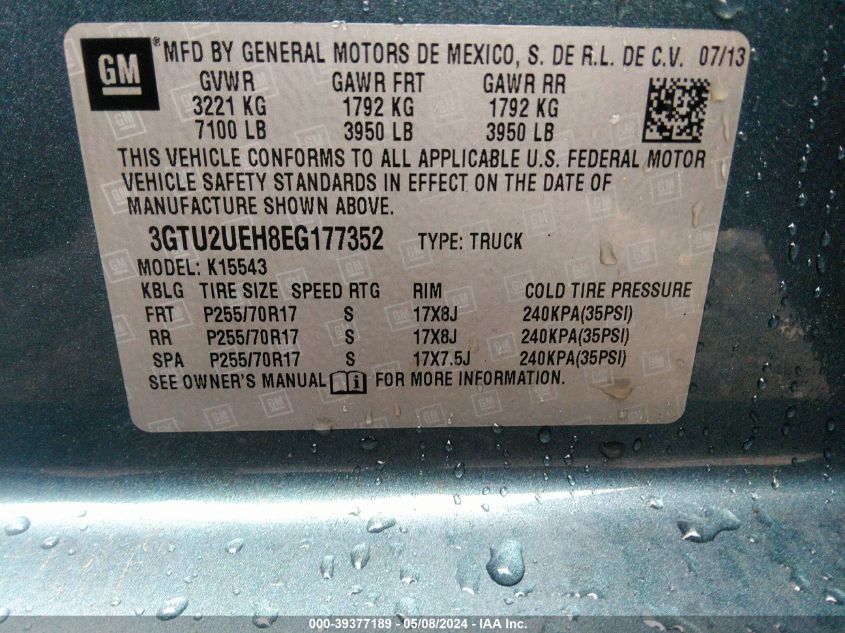 GM ® MFD BY GENERAL MOTORS DE MEXICO, S. DE R.L. DE C.V. 07/13
GVWR GAWR FRT GAWR RR
3221 KG 1792 KG 1792 KG
7100 LB 3950 LB 3950 LB
THIS VEHICLE CONFORMS TO ALL APPLICABLE U.S. FEDERAL MOTOR
VEHICLE SAFETY STANDARDS IN EFFECT ON THE DATE OF
MANUFACTURE SHOWN ABOVE.
3GTU2UEH8EG177352 TYPE: TRUCK
MODEL: K15543
KBLG TIRE SIZE SPEED RTG RIM COLD TIRE PRESSURE
FRT P255/70R17 S 17X8J 240KPA(35PSI)
RR P255/70R17 S 17X8J 240KPA(35PSI)
SPA P255/70R17 S 17X7.5J 240KPA(35PSI)
SEE OWNER'S MANUAL FOR MORE INFORMATION.
© IMAGE - 39377189 - 05/08/2024 - IAA Inc.